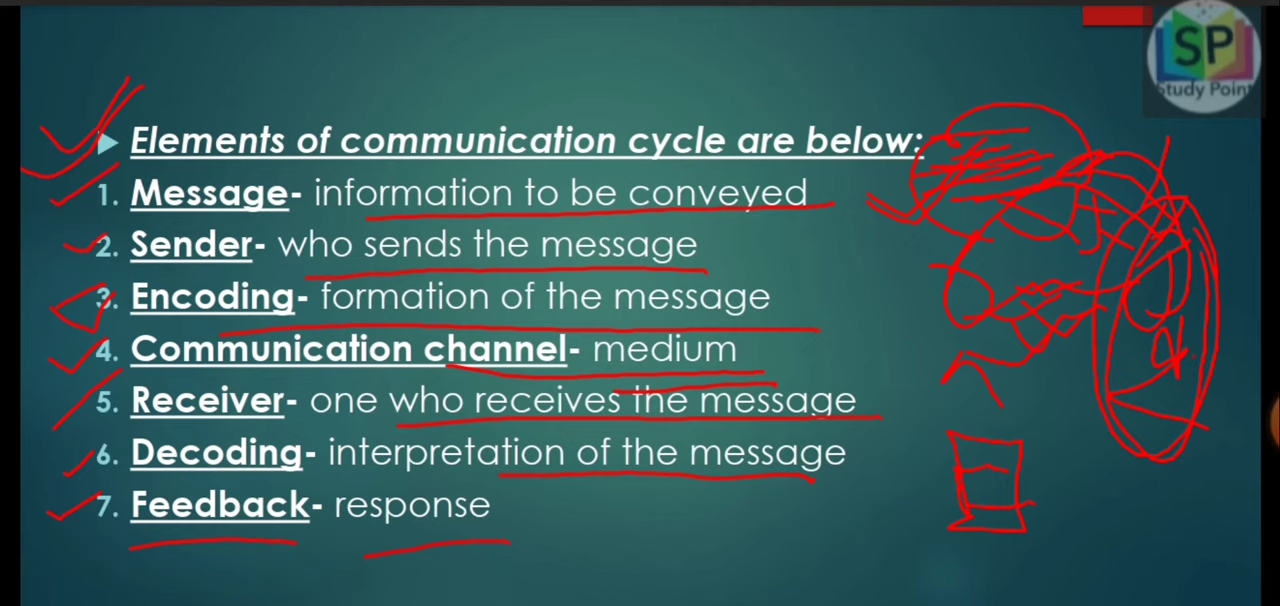 SP
Study Point
Elements of communication cycle are below:
1. Message- information to be conveyed
2. Sender- who sends the message
3. Encoding- formation of the message
4. Communication channel- medium
5. Receiver- one who receives the message
6. Decoding- interpretation of the message
7. Feedback- response